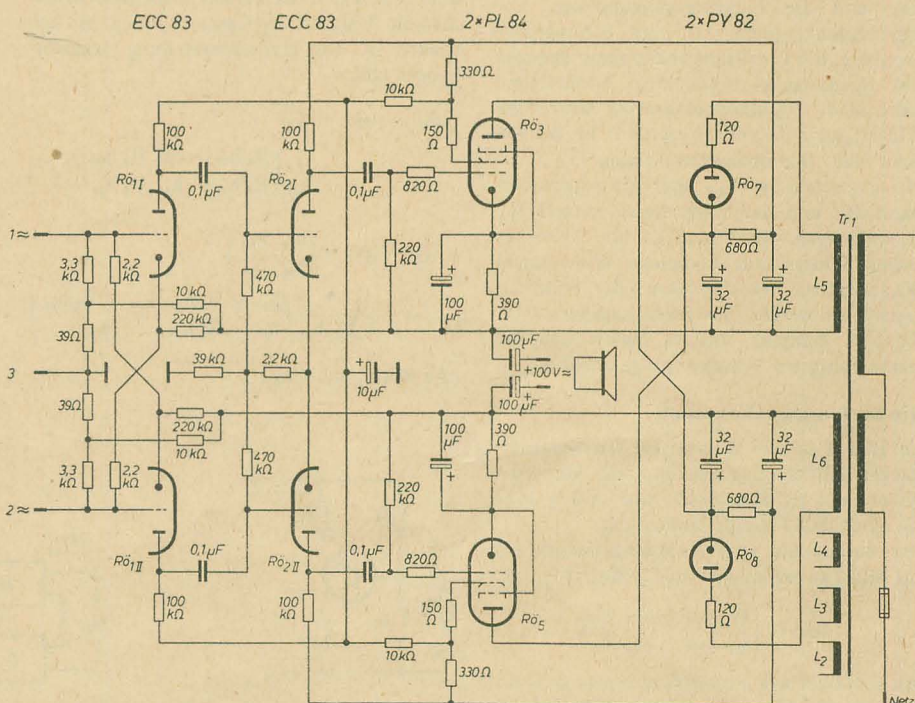 ECC 83 ECC 83 2×PL 84 2×PY 82
330Ω
10kΩ
100 kΩ
100 kΩ
150 Ω
Rö3
120 Ω
Rö1I
0,1µF
Rö2I
0,1µF
820Ω
Rö7
Tr1
1≈
680Ω
3,3 kΩ
2,2 kΩ
470 kΩ
220 kΩ
+
100 µF
390 Ω
+
32 µF
+
32 µF
L5
10 kΩ
39Ω
220 kΩ
3
39 kΩ
2,2 kΩ
+
10µF
100µF
+ 100V≈
+
100 µF
39Ω
220 kΩ
10 kΩ
390 Ω
3,3 kΩ
2,2 kΩ
470 kΩ
100 µF
+
220 kΩ
32 µF
+
32 µF
+
L6
2≈
680Ω
Rö1II
0,1µF
Rö2II
0,1µF
820Ω
Rö5
Rö8
L4
100 kΩ
100 kΩ
150 Ω
120 Ω
L3
10kΩ
330Ω
L2
Netz